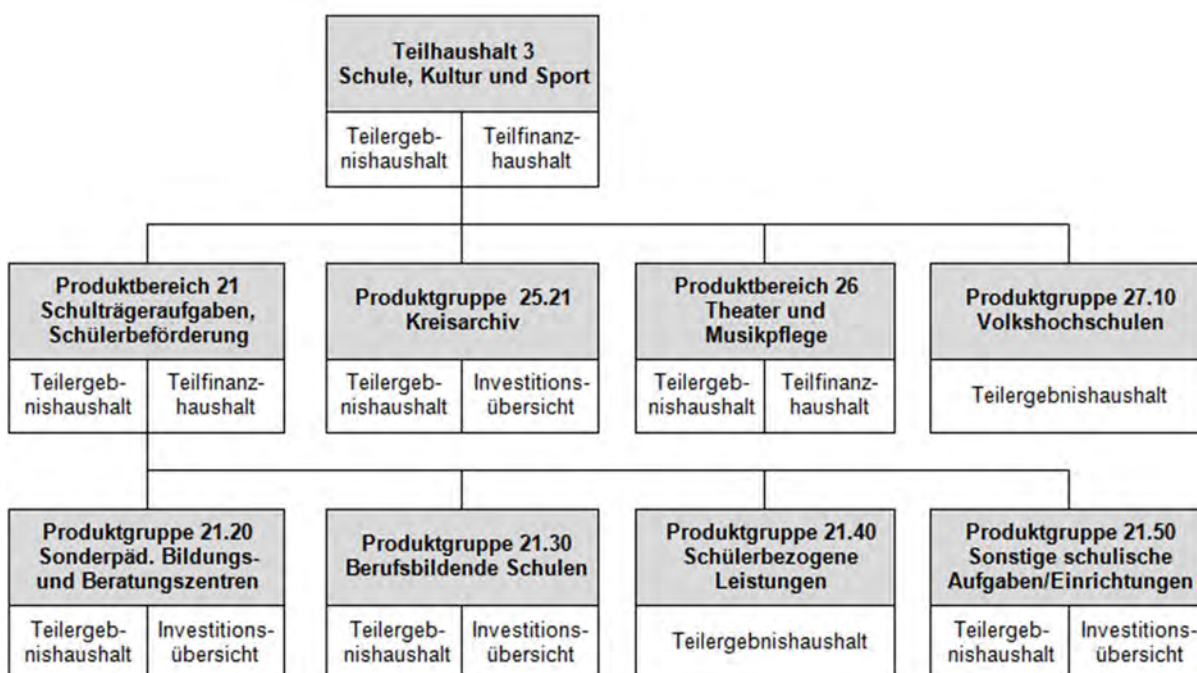 Teilhaushalt 3
Schule, Kultur und Sport
Teilergeb-
nishaushalt
Teilfinanz-
haushalt
Produktbereich 21
Schulträgeraufgaben,
Schülerbeförderung
Teilergeb-
nishaushalt
Teilfinanz-
haushalt
Produktgruppe 25.21
Kreisarchiv
Teilergeb-
nishaushalt
Investitions-
übersicht
Produktbereich 26
Theater und
Musikpflege
Teilergeb-
nishaushalt
Teilfinanz-
haushalt
Produktgruppe 27.10
Volkshochschulen
Teilergebnishaushalt
Produktgruppe 21.20
Sonderpäd. Bildungs-
und Beratungszentren
Teilergeb-
nishaushalt
Investitions-
übersicht
Produktgruppe 21.30
Berufsbildende Schulen
Teilergeb-
nishaushalt
Investitions-
übersicht
Produktgruppe 21.40
Schülerbezogene
Leistungen
Teilergebnishaushalt
Produktgruppe 21.50
Sonstige schulische
Aufgaben/Einrichtungen
Teilergeb-
nishaushalt
Investitions-
übersicht